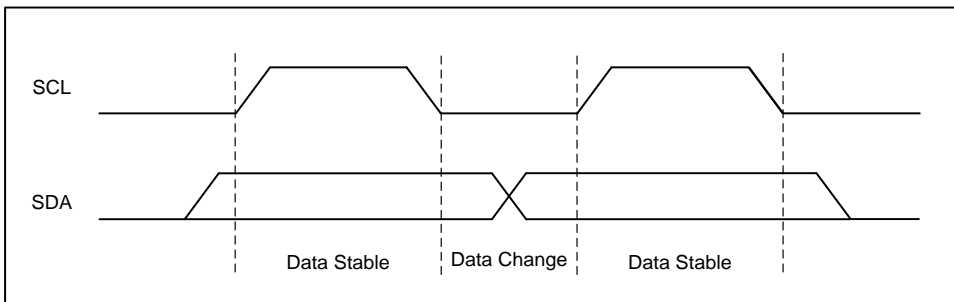 SCL
SDA
Data Stable
Data Change
Data Stable